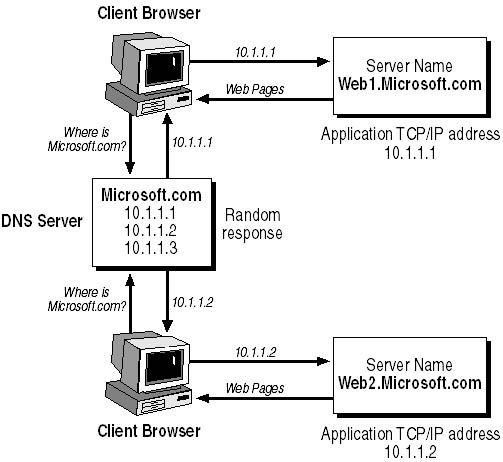 Client Browser
10.1.1.1
Web Pages
Server Name
Web1.Microsoft.com
Application TCP/IP address
10.1.1.1
Where is
Microsoft.com?
10.1.1.1
DNS Server
Microsoft.com
10.1.1.1
10.1.1.2
10.1.1.3
Random
response
Where is
Microsoft.com?
10.1.1.2
10.1.1.2
Web Pages
Server Name
Web2.Microsoft.com
Client Browser
Application TCP/IP address
10.1.1.2